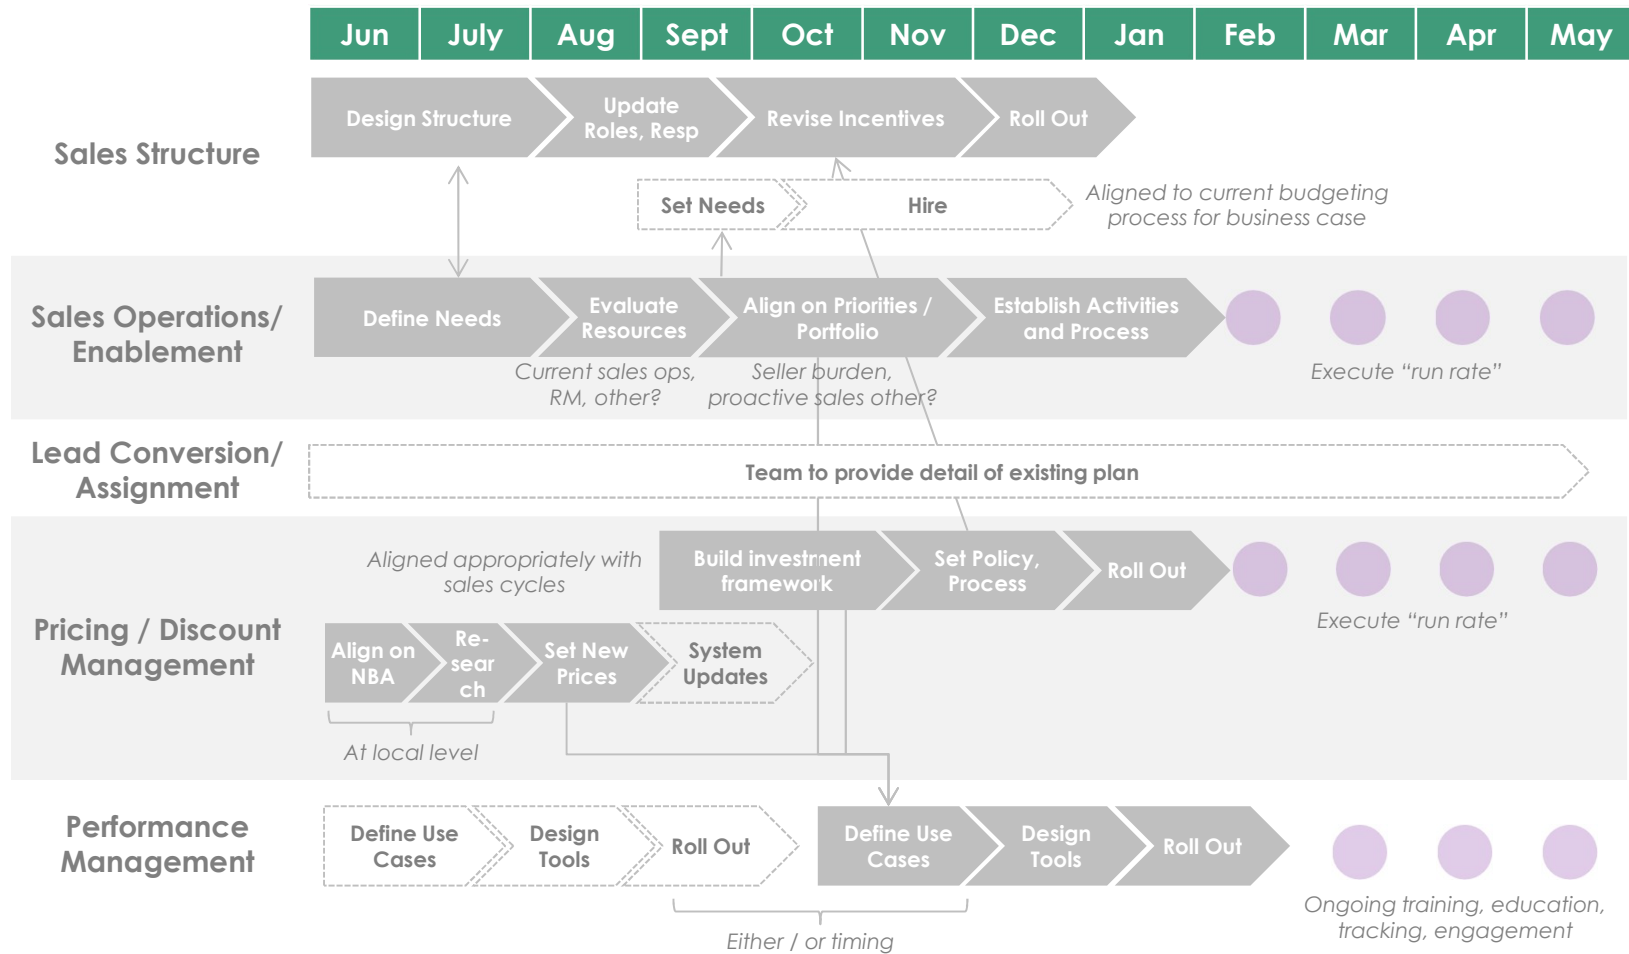 Jun July Aug Sept Oct Nov Dec Jan Feb Mar Apr May
Sales Structure
Design Structure
Update
Roles, Resp
Revise Incentives
Roll Out
Set Needs
Hire
Aligned to current budgeting
process for business case
Sales Operations/
Enablement
Define Needs
Evaluate
Resources
Align on Priorities /
Portfolio
Establish Activities
and Process
Current sales ops,
RM, other?
Seller burden,
proactive sales other?
Execute “run rate”
Lead Conversion/
Assignment
Team to provide detail of existing plan
Pricing / Discount
Management
Aligned appropriately with
sales cycles
Build investment
framework
Set Policy,
Process
Roll Out
Execute “run rate”
Align on
NBA
Re-
sear
ch
Set New
Prices
System
Updates
At local level
Performance
Management
Define Use
Cases
Design
Tools
Roll Out
Define Use
Cases
Design
Tools
Roll Out
Either / or timing
Ongoing training, education,
tracking, engagement